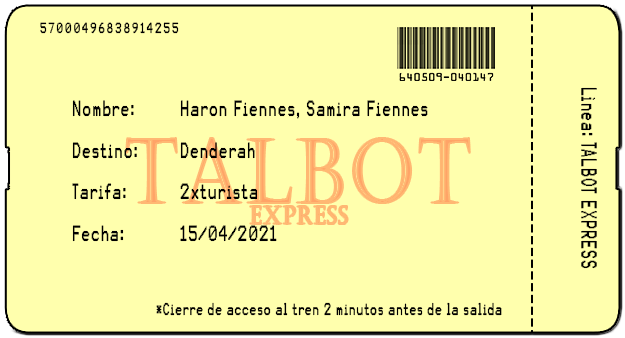 57000496838914255
640509-040147
Nombre: Haron Fiennes, Samira Fiennes
Destino: Denderah
Tarifa: 2xturista
Fecha: 15/04/2021
TALBOT
EXPRESS
*Cierre de acceso al tren 2 minutos antes de la salida
Linea: TALBOT EXPRESS